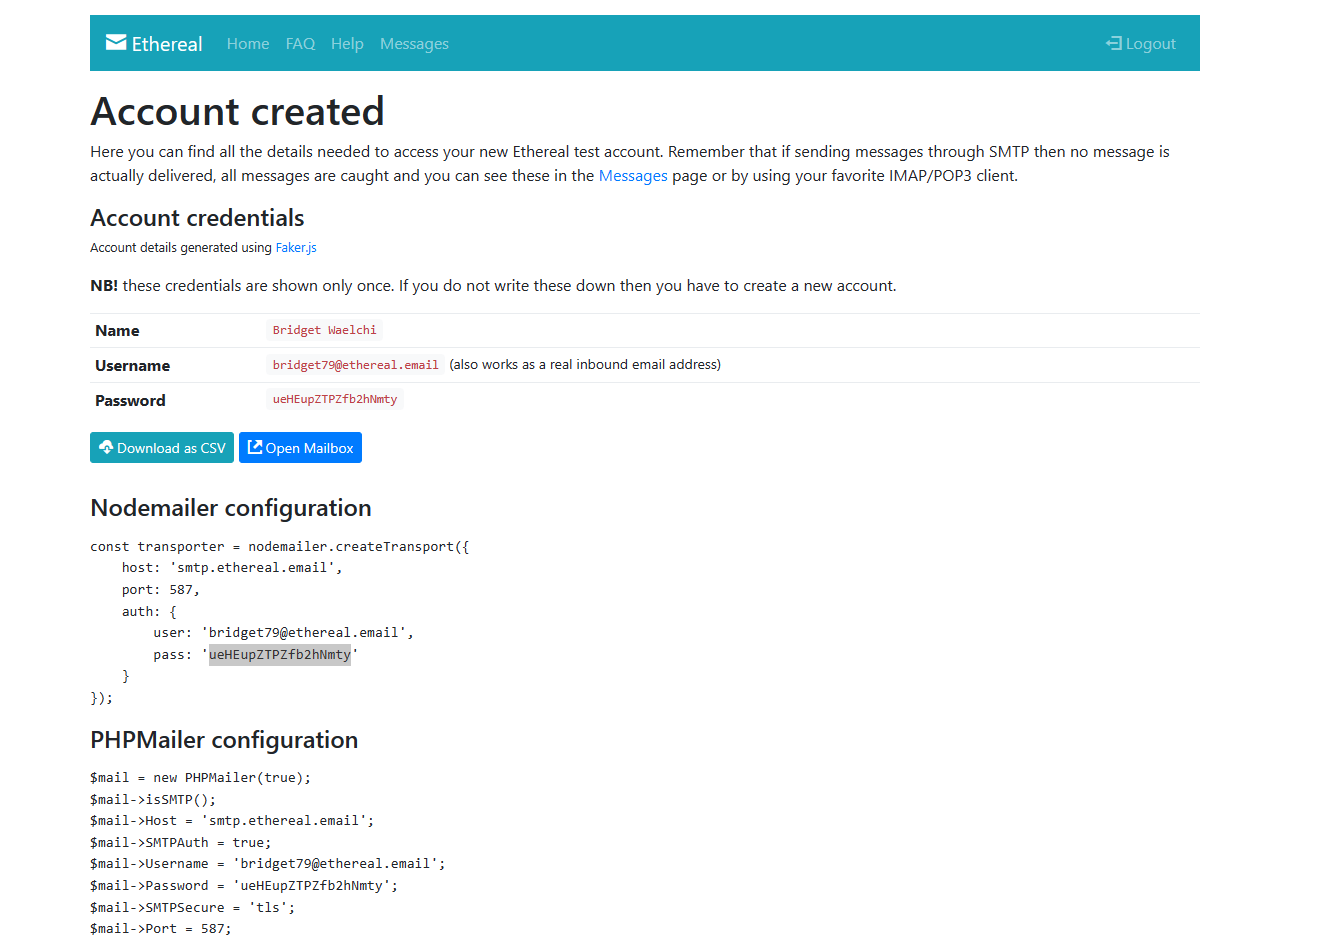 Ethereal Home FAQ Help Messages Logout
Account created
Here you can find all the details needed to access your new Ethereal test account. Remember that if sending messages through SMTP then no message is
actually delivered, all messages are caught and you can see these in the Messages page or by using your favorite IMAP/POP3 client.
Account credentials
Account details generated using Faker.js
NB! these credentials are shown only once. If you do not write these down then you have to create a new account.
Name Bridget Waelchi
Username bridget79@ethereal.email (also works as a real inbound email address)
Password ueHEupZTPZfb2hNmty
Download as CSV Open Mailbox
Nodemailer configuration
const transporter = nodemailer.createTransport({
    host: 'smtp.ethereal.email',
    port: 587,
    auth: {
        user: 'bridget79@ethereal.email',
        pass: 'ueHEupZTPZfb2hNmty'
    }
});
PHPMailer configuration
$mail = new PHPMailer(true);
$mail->isSMTP();
$mail->Host = 'smtp.ethereal.email';
$mail->SMTPAuth = true;
$mail->Username = 'bridget79@ethereal.email';
$mail->Password = 'ueHEupZTPZfb2hNmty';
$mail->SMTPSecure = 'tls';
$mail->Port = 587;